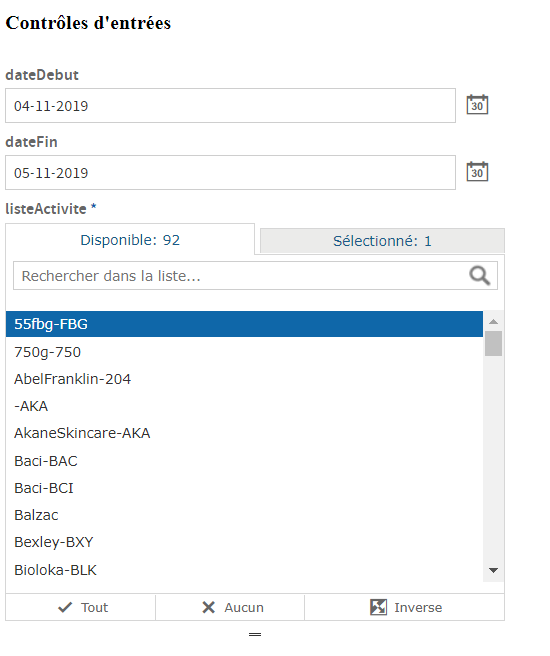 Contrôles d'entrées
dateDebut
04-11-2019
30
dateFin
05-11-2019
30
listeActivite *
Disponible: 92
Sélectionné: 1
Rechercher dans la liste...
55fbg-FBG
750g-750
AbelFranklin-204
-AKA
AkaneSkincare-AKA
Baci-BAC
Baci-BCI
Balzac
Bexley-BXY
Bioloka-BLK
Tout
Aucun
Inverse